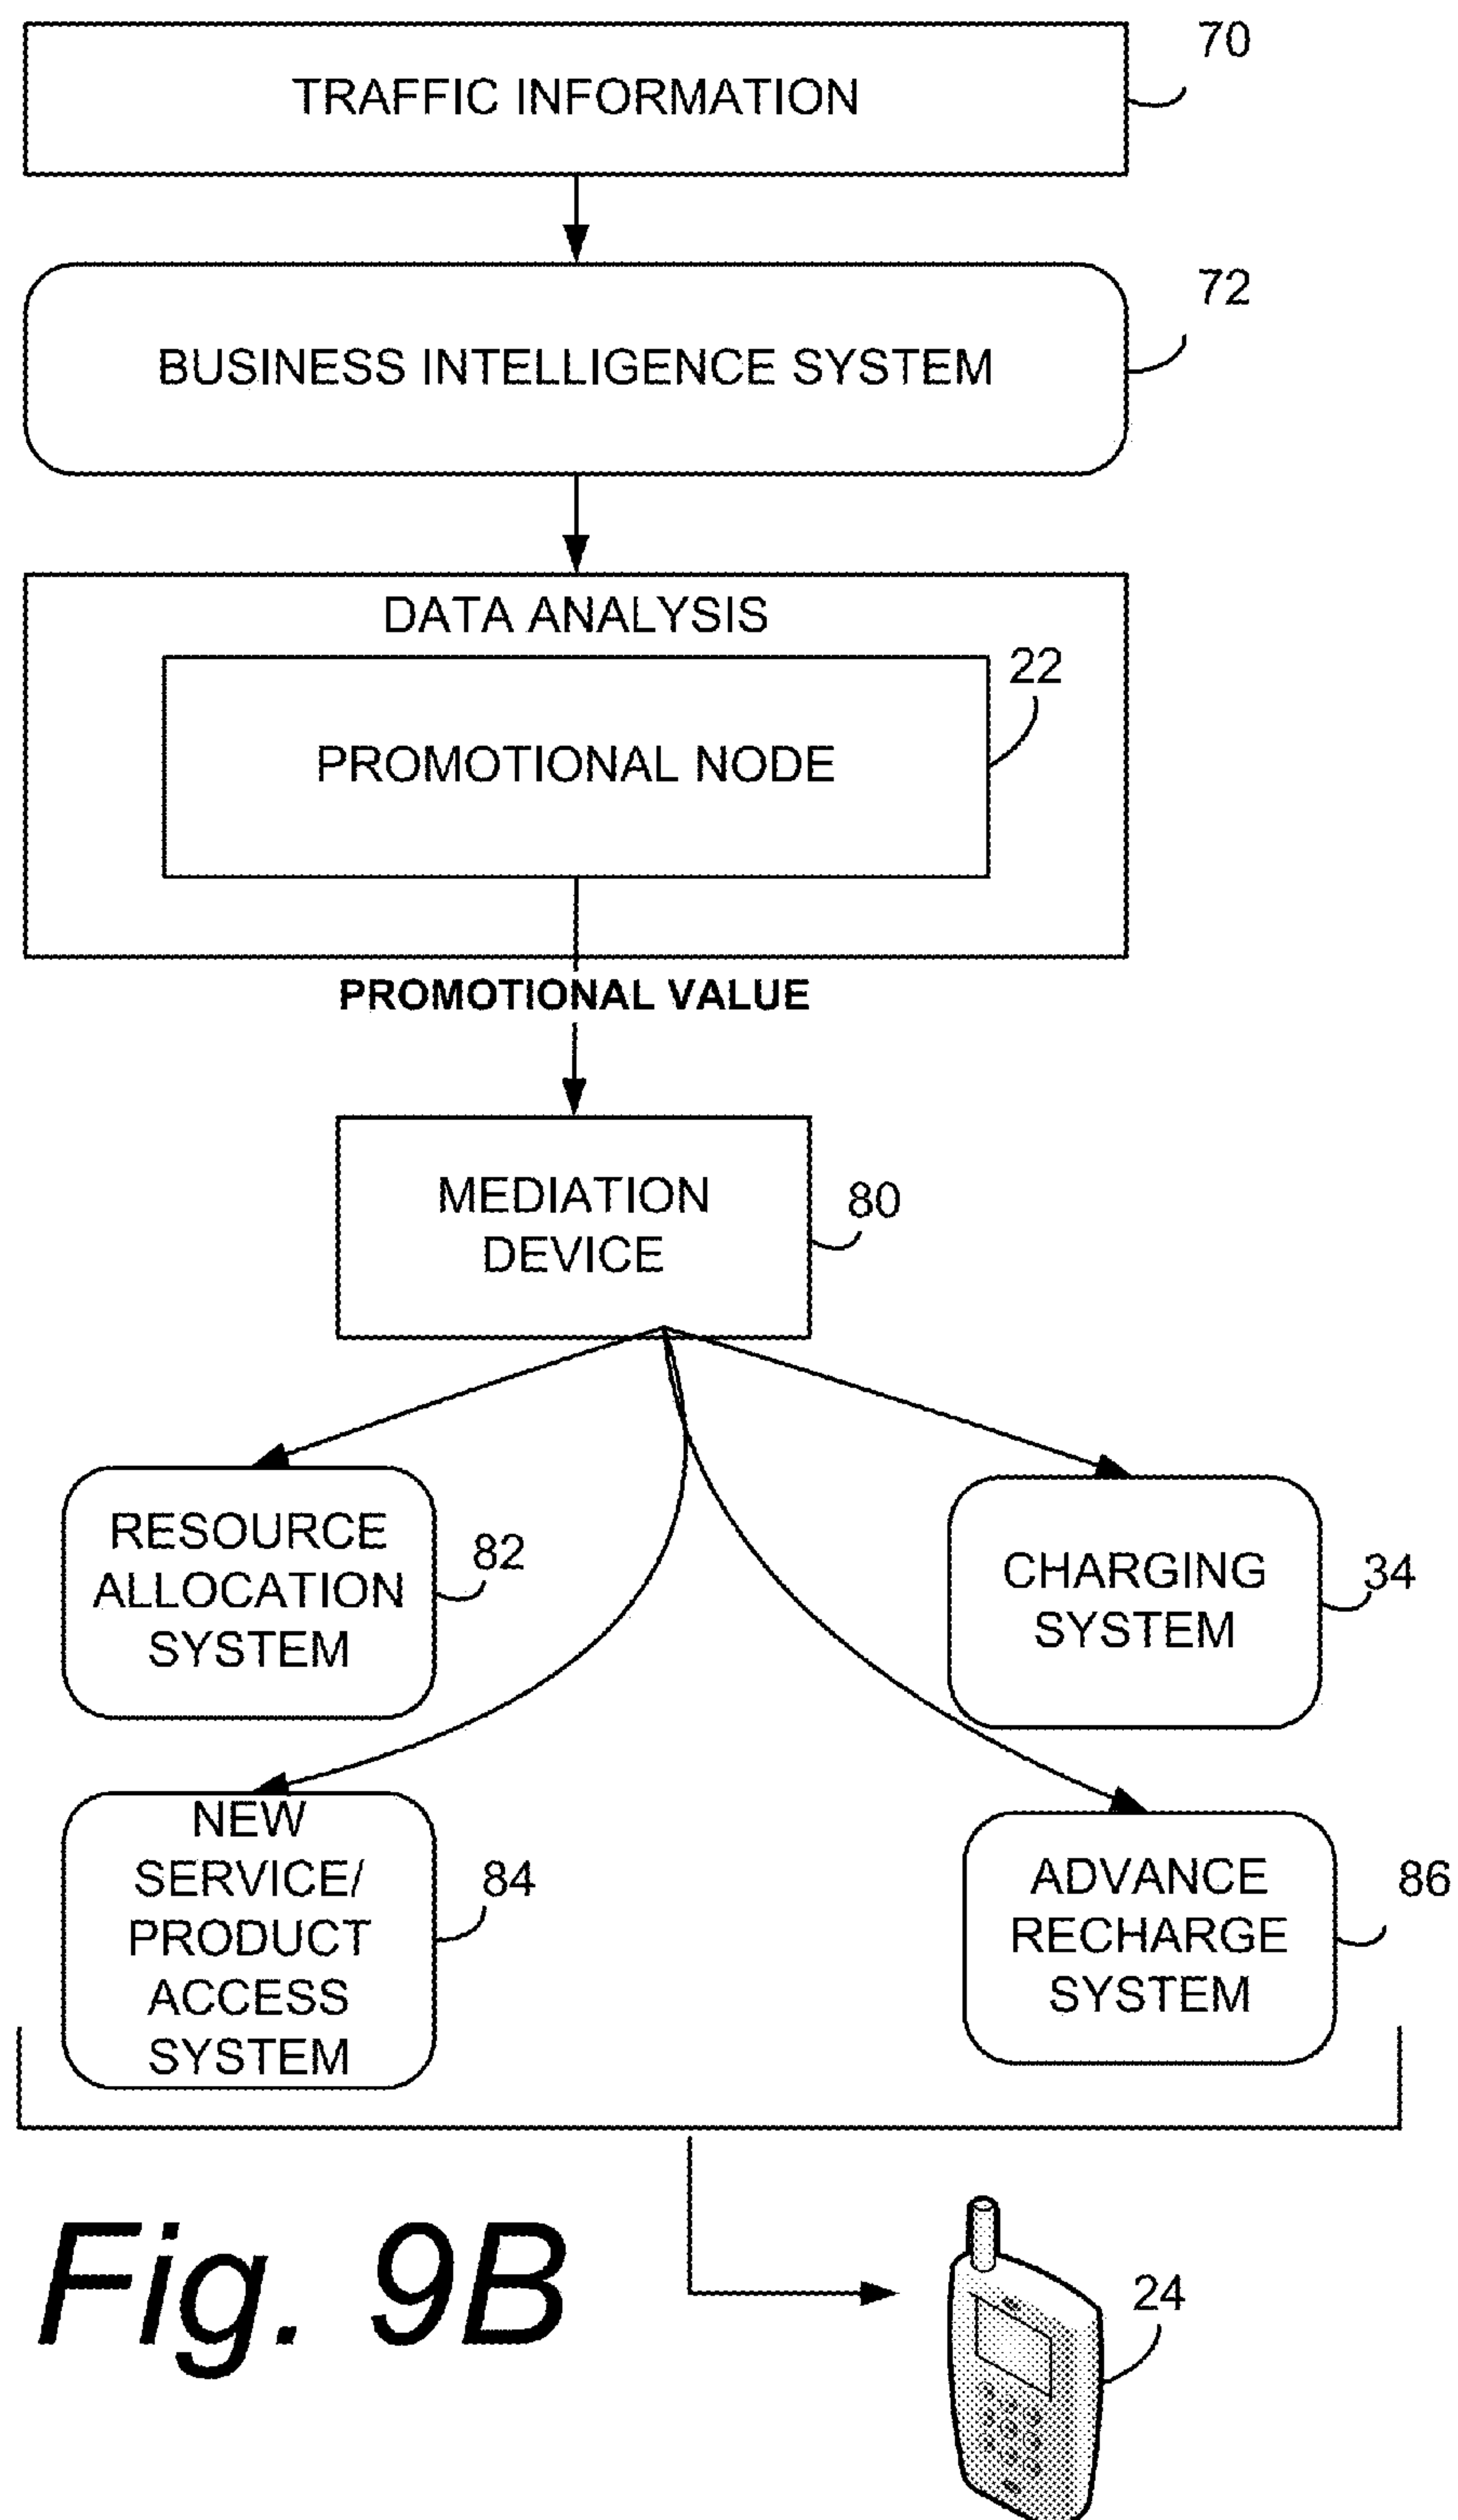 70
TRAFFIC INFORMATION
72
BUSINESS INTELLIGENCE SYSTEM
DATA ANALYSIS
22
PROMOTIONAL NODE
PROMOTIONAL VALUE
MEDIATION
DEVICE
80
RESOURCE
ALLOCATION
SYSTEM
82
CHARGING
SYSTEM
34
NEW
SERVICE/
PRODUCT
ACCESS
SYSTEM
84
ADVANCE
RECHARGE
SYSTEM
86
Fig. 9B
24